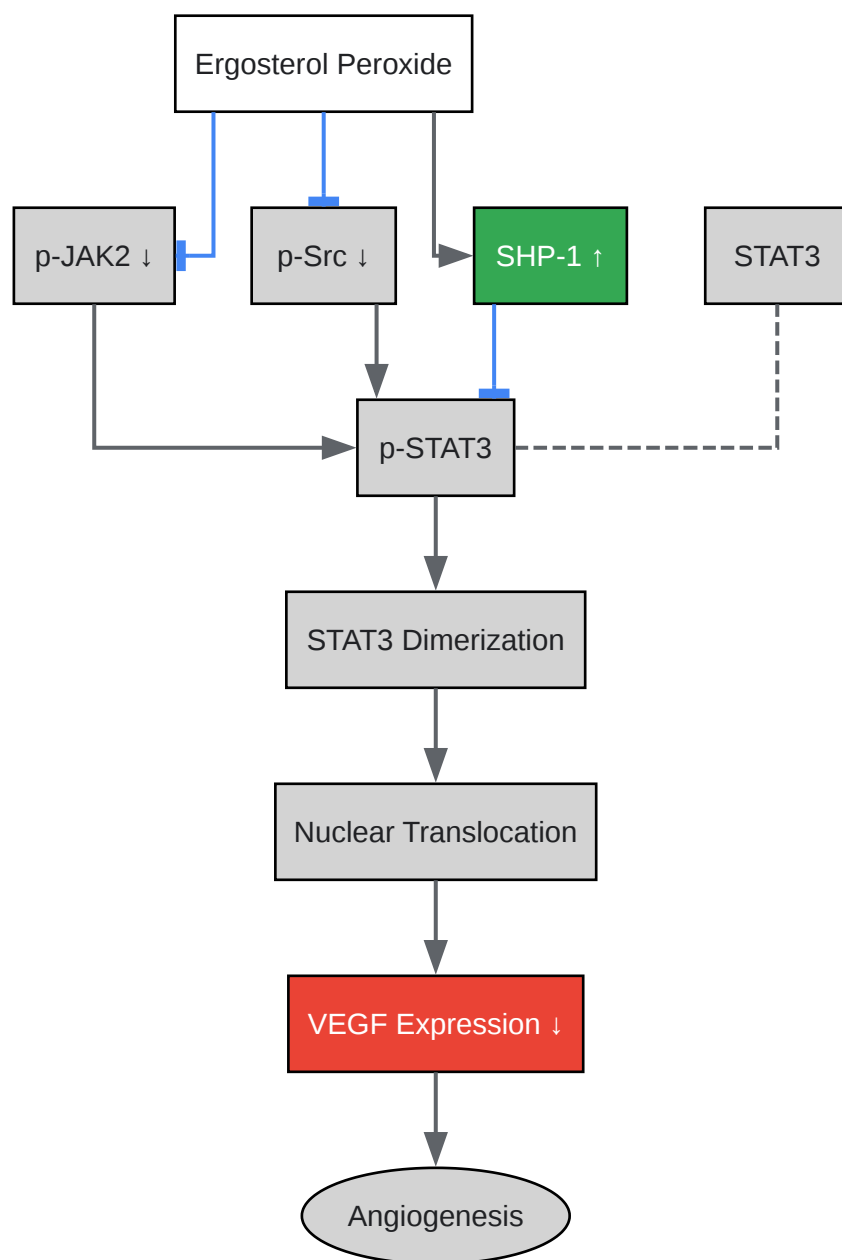 Ergosterol Peroxide
p-JAK2 ↓
p-Src ↓
SHP-1 ↑
STAT3
p-STAT3
STAT3 Dimerization
Nuclear Translocation
VEGF Expression ↓
Angiogenesis